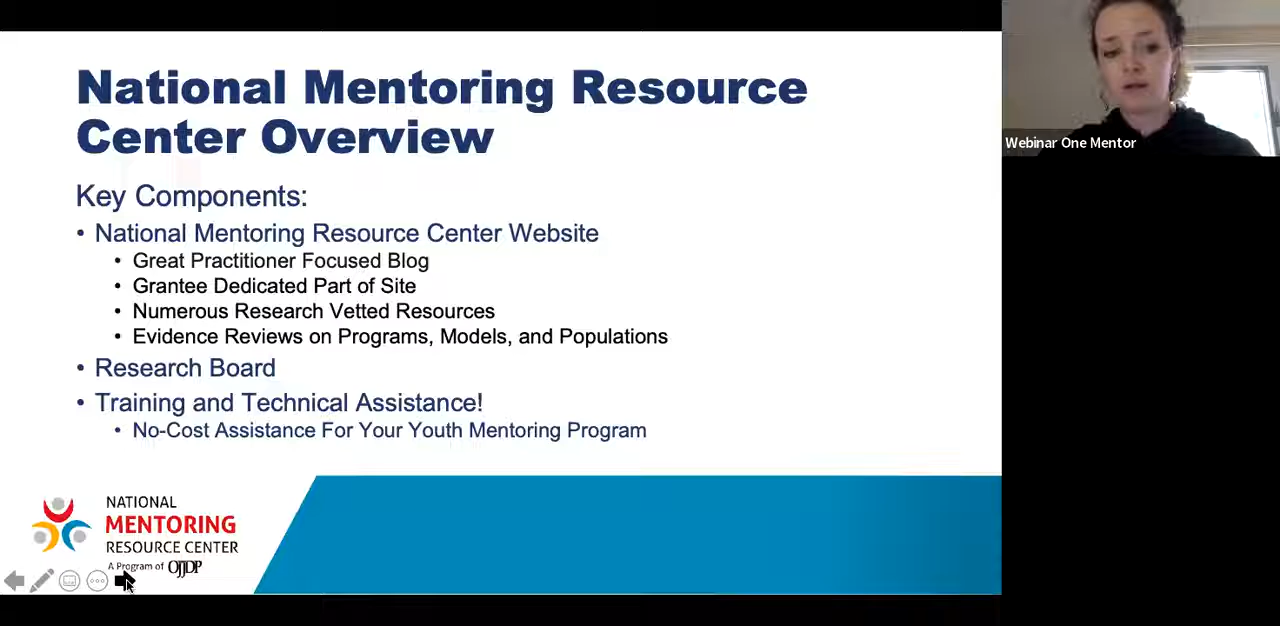 National Mentoring Resource
Center Overview
Key Components:
• National Mentoring Resource Center Website
• Great Practitioner Focused Blog
• Grantee Dedicated Part of Site
• Numerous Research Vetted Resources
• Evidence Reviews on Programs, Models, and Populations
• Research Board
• Training and Technical Assistance!
• No-Cost Assistance For Your Youth Mentoring Program
NATIONAL
MENTORING
RESOURCE CENTER
A Program of OJJDP
Webinar One Mentor